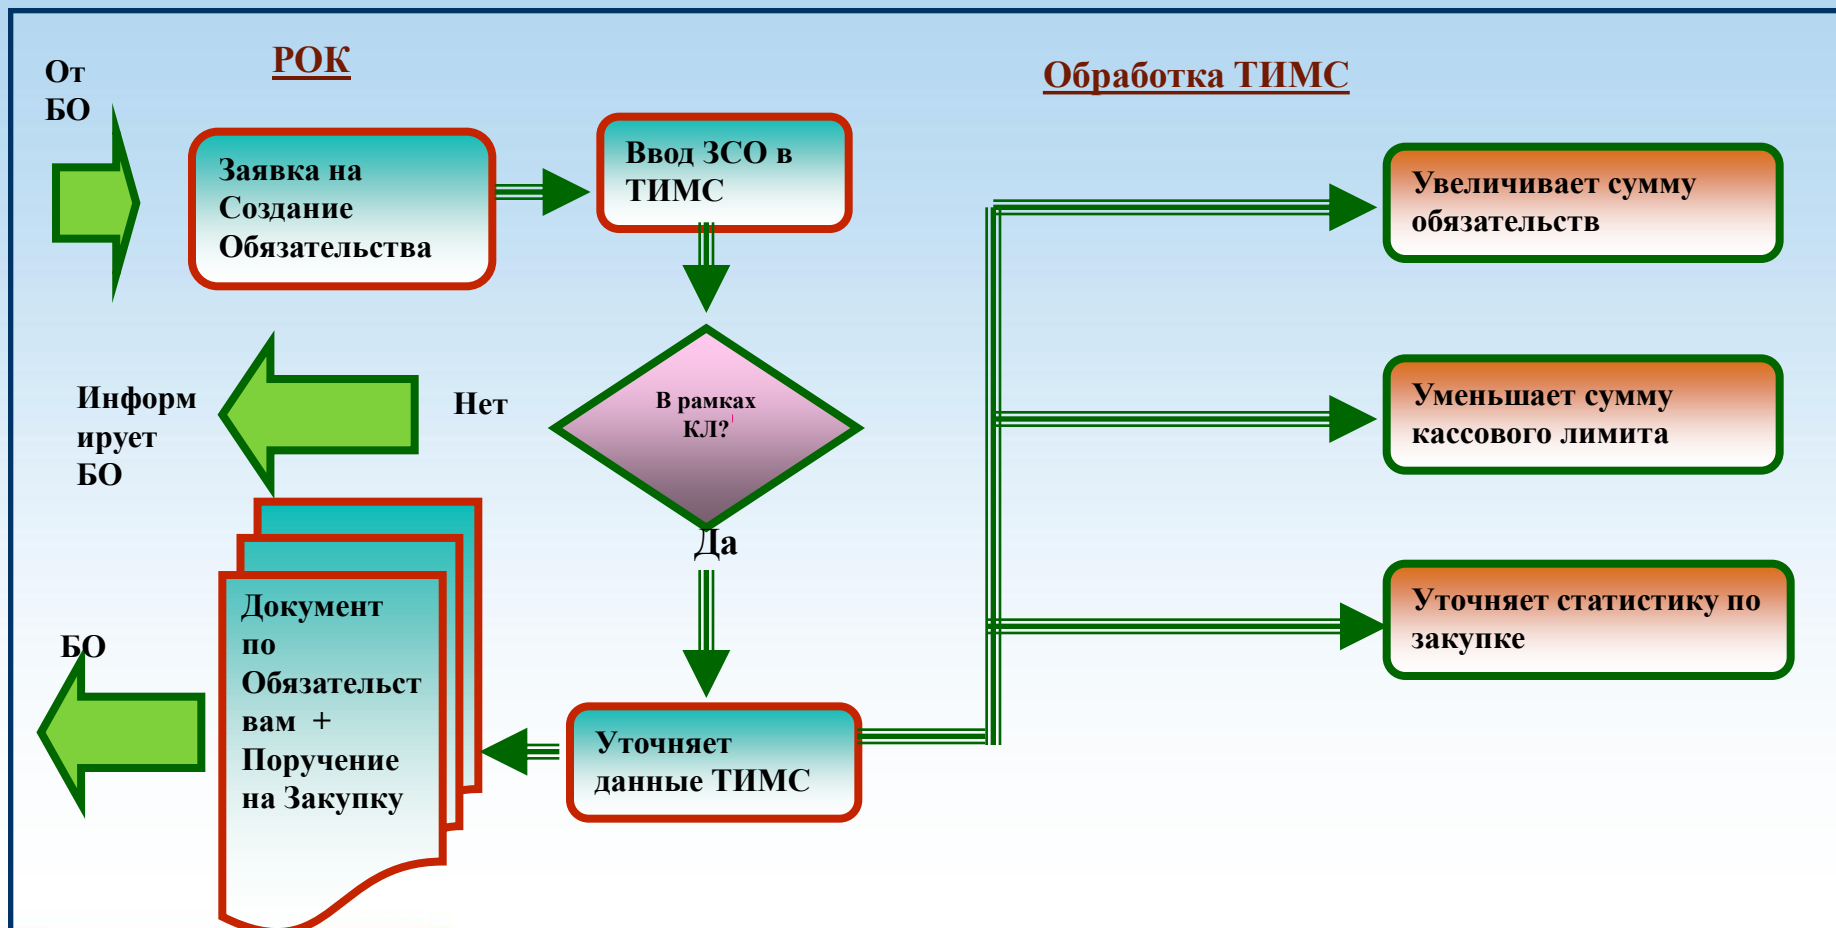 РОК
Обработка ТИМС
От
БО
Заявка на
Создание
Обязательства
Ввод ЗСО в
ТИМС
Увеличивает сумму
обязательств
Информ
ирует
БО
Нет
В рамках
КЛ?
Уменьшает сумму
кассового лимита
Да
Уточняет статистику по
закупке
БО
Документ
по
Обязательст
вам +
Поручение
на Закупку
Уточняет
данные ТИМС